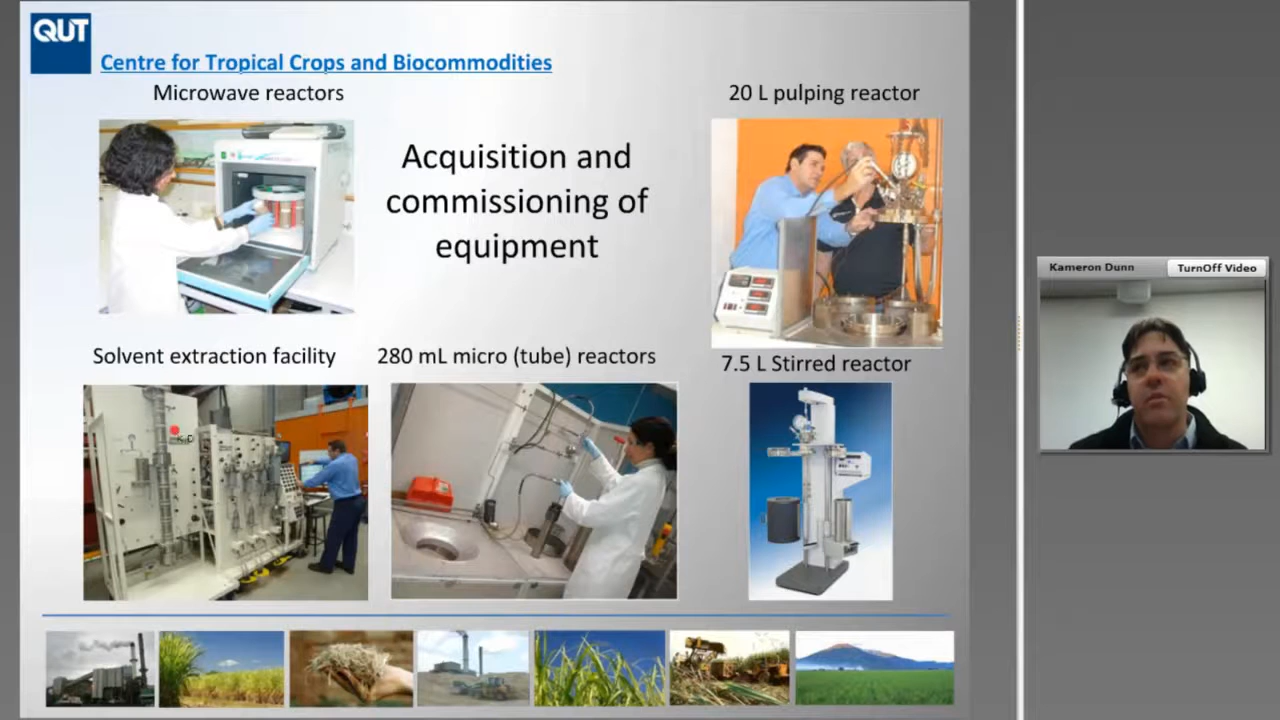 QUT
Centre for Tropical Crops and Biocommodities
Microwave reactors
20 L pulping reactor
Acquisition and
commissioning of
equipment
Solvent extraction facility
280 mL micro (tube) reactors
7.5 L Stirred reactor
Kameron Dunn
TurnOff Video